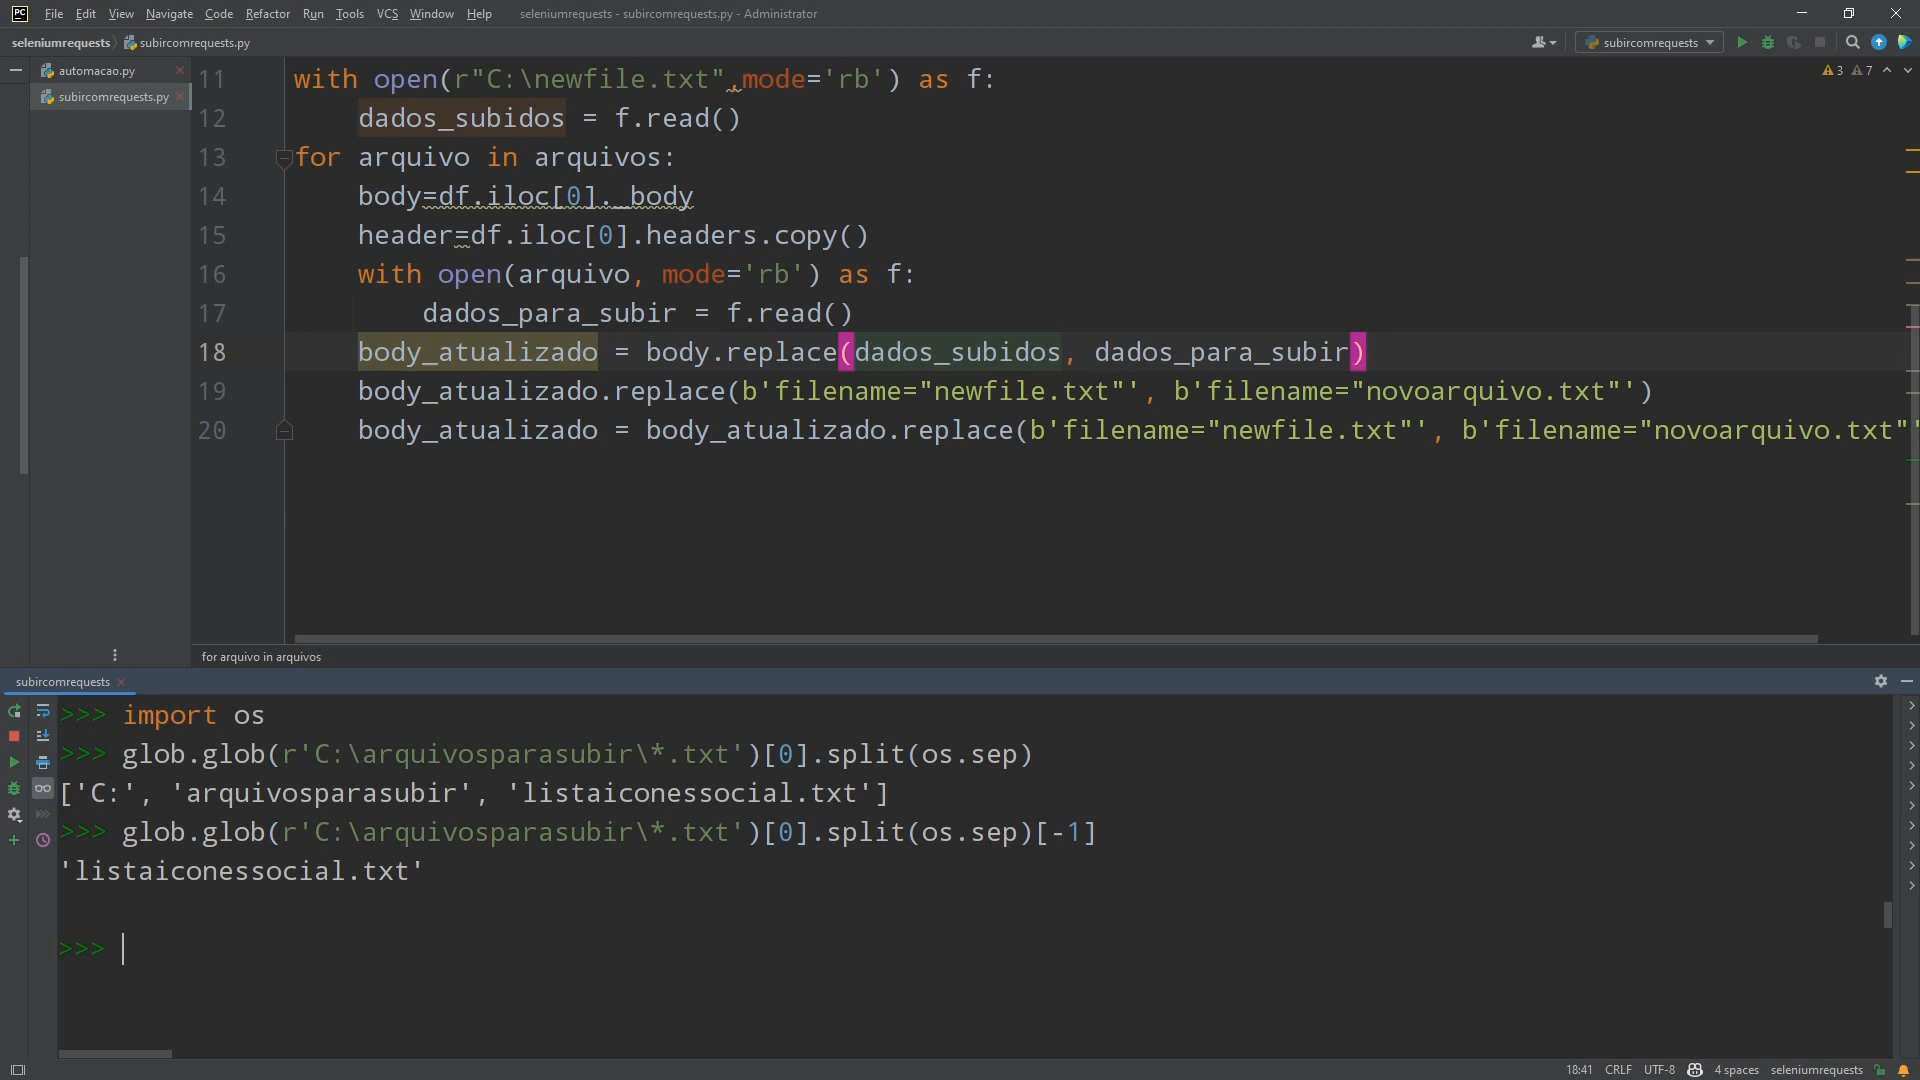 PC File Edit View Navigate Code Refactor Run Tools VCS Window Help seleniumrequests - subircomrequests.py - Administrator
seleniumrequests subircomrequests.py subircomrequests
automacao.py
subircomrequests.py
3 7
11 with open(r"C:\newfile.txt",mode='rb') as f:
12 dados_subidos = f.read()
13 for arquivo in arquivos:
14 body=df.iloc[0]._body
15 header=df.iloc[0].headers.copy()
16 with open(arquivo, mode='rb') as f:
17 dados_para_subir = f.read()
18 body_atualizado = body.replace(dados_subidos, dados_para_subir)
19 body_atualizado.replace(b'filename="newfile.txt"', b'filename="novoarquivo.txt"')
20 body_atualizado = body_atualizado.replace(b'filename="newfile.txt"', b'filename="novoarquivo.txt"'
for arquivo in arquivos
subircomrequests
>>> import os
>>> glob.glob(r'C:\arquivosparasubir\*.txt')[0].split(os.sep)
['C:', 'arquivosparasubir', 'listaiconessocial.txt']
>>> glob.glob(r'C:\arquivosparasubir\*.txt')[0].split(os.sep)[-1]
'listaiconessocial.txt'
>>>
18:41 CRLF UTF-8 4 spaces seleniumrequests